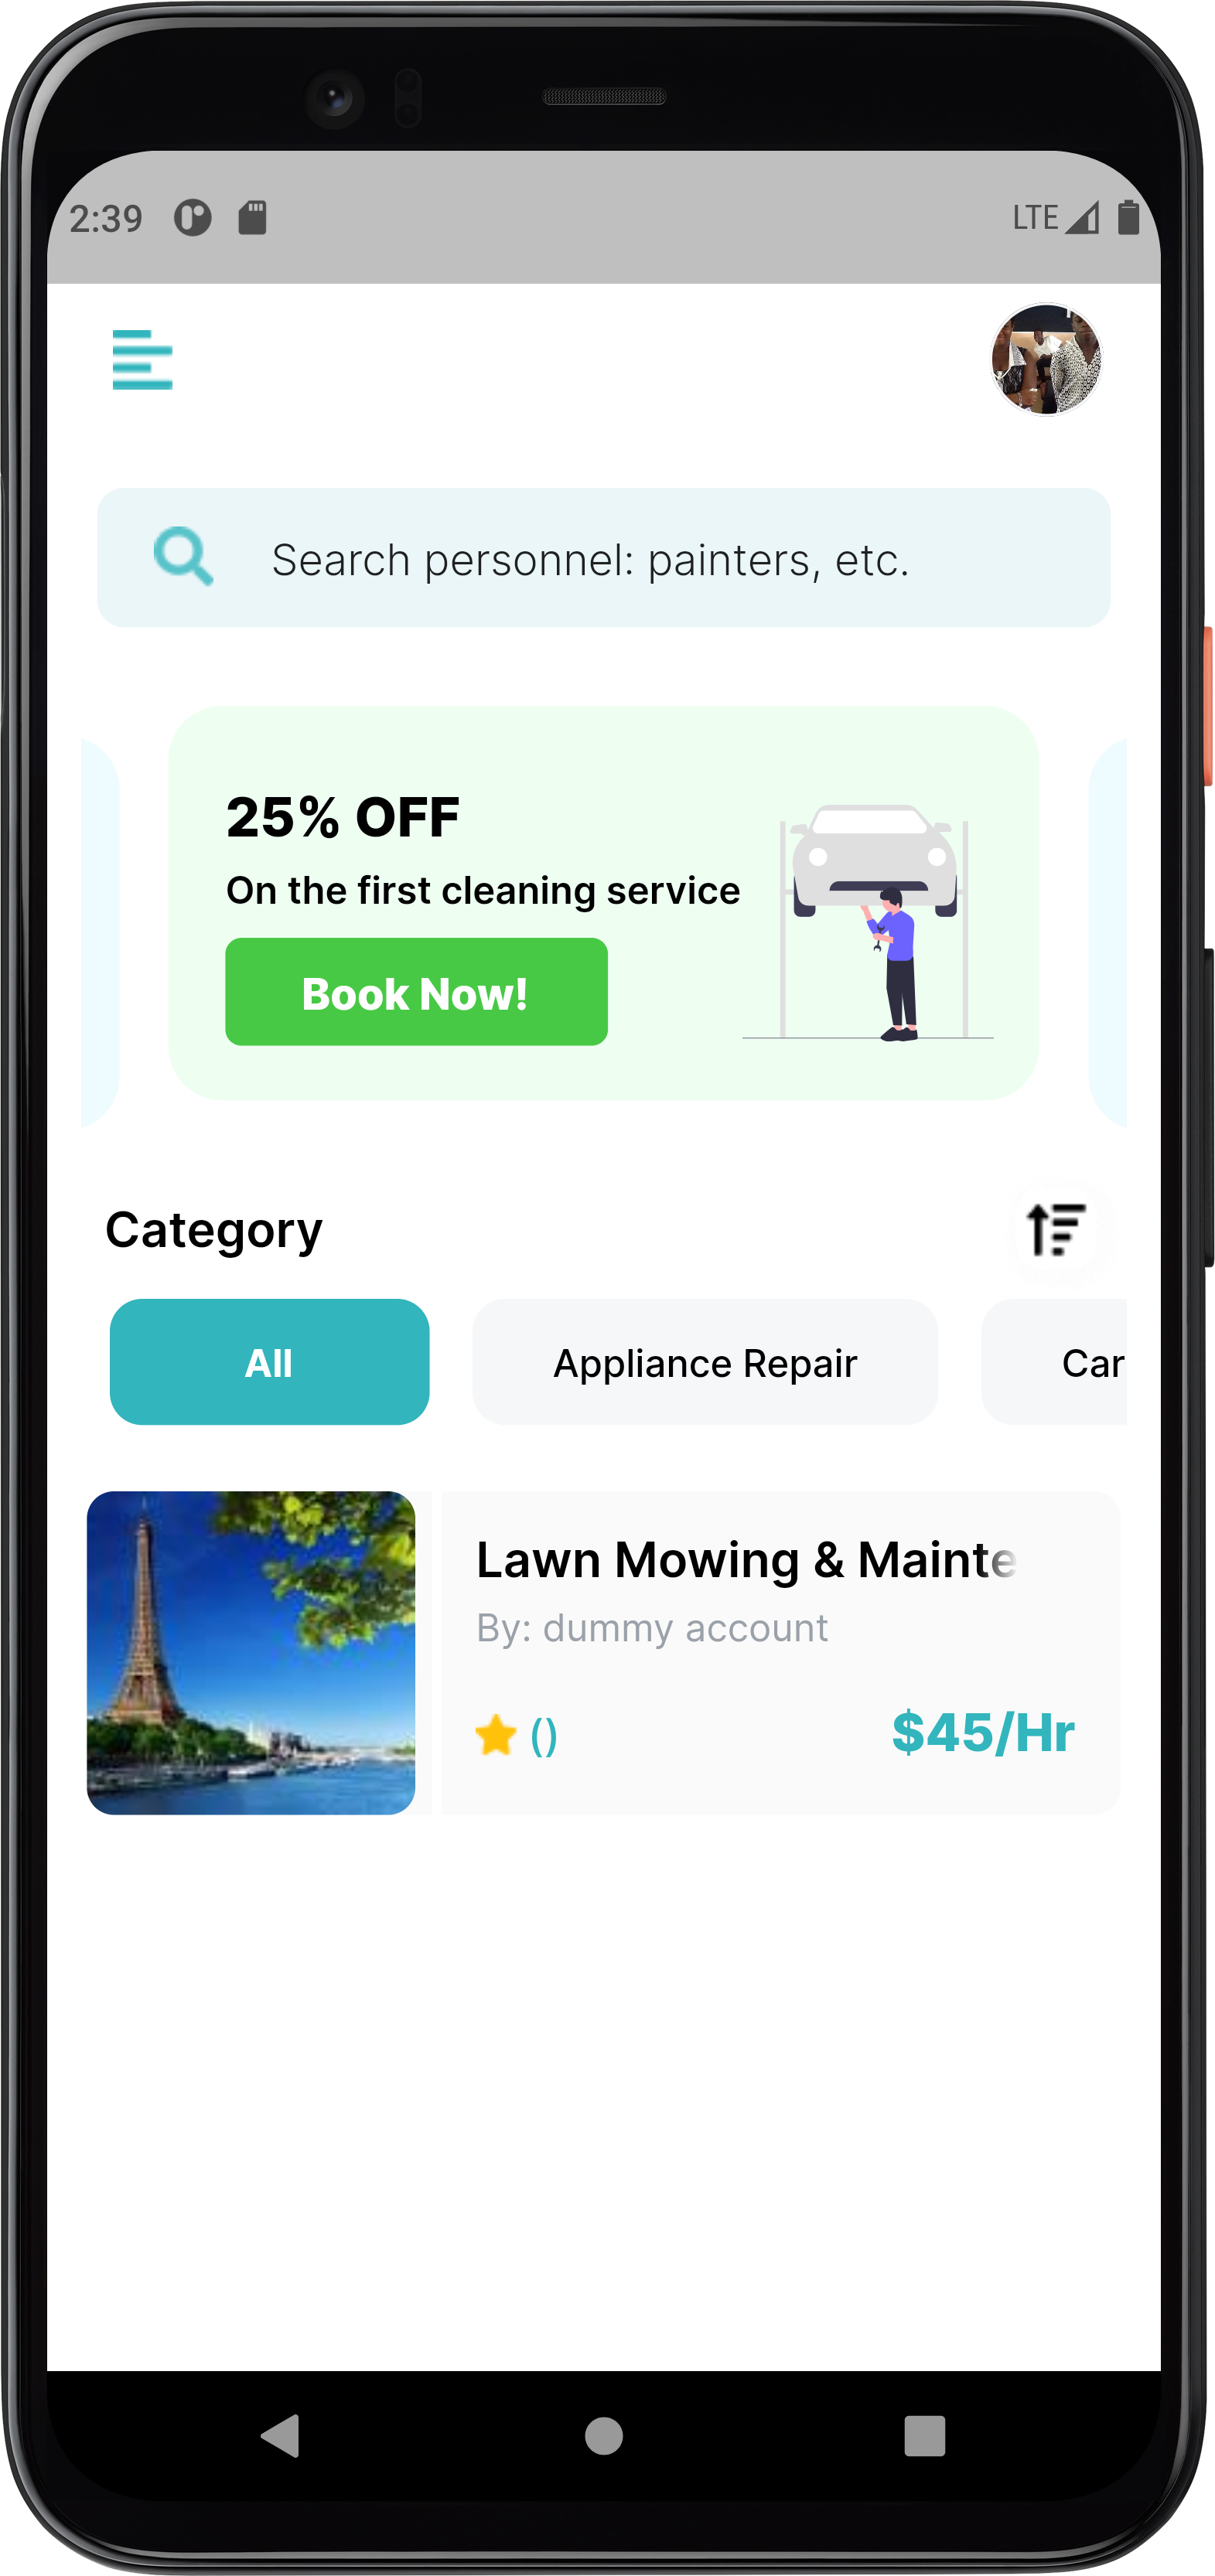 2:39 LTE
Search personnel: painters, etc.
25% OFF
On the first cleaning service
Book Now!
Category
All Appliance Repair Car
Lawn Mowing & Mainte
By: dummy account
() $45/Hr